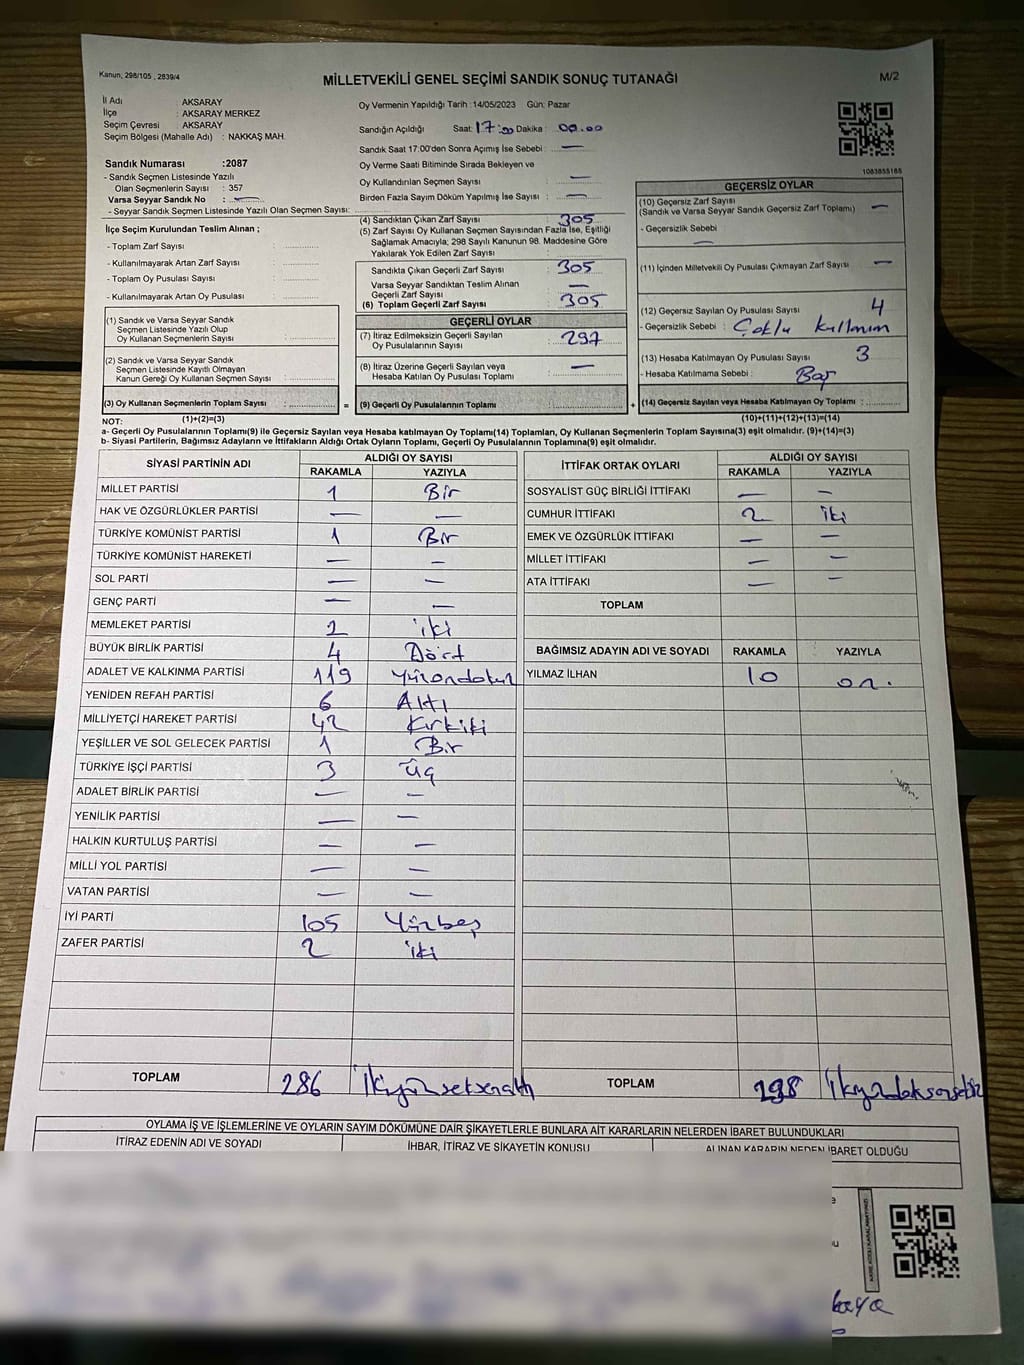 Kanun, 298/105 , 2839/4
MİLLETVEKİLİ GENEL SEÇİMİ SANDIK SONUÇ TUTANAĞI
M/2
İl Adı : AKSARAY
İlçe : AKSARAY MERKEZ
Seçim Çevresi : AKSARAY
Seçim Bölgesi (Mahalle Adı) : NAKKAŞ MAH.
Sandık Numarası :2087
- Sandık Seçmen Listesinde Yazılı
Olan Seçmenlerin Sayısı : 357
Varsa Seyyar Sandık No : —
- Seyyar Sandık Seçmen Listesinde Yazılı Olan Seçmen Sayısı:
Oy Vermenin Yapıldığı Tarih :14/05/2023 Gün: Pazar
Sandığın Açıldığı Saat: 17:00 Dakika : 00.00
Sandık Saat 17:00'den Sonra Açımış İse Sebebi : —
Oy Verme Saati Bitiminde Sırada Bekleyen ve
Oy Kullandırılan Seçmen Sayısı : —
Birden Fazla Sayım Döküm Yapılmış İse Sayısı : —
1083855185
İlçe Seçim Kurulundan Teslim Alınan ;
- Toplam Zarf Sayısı :
- Kullanılmayarak Artan Zarf Sayısı :
- Toplam Oy Pusulası Sayısı :
- Kullanılmayarak Artan Oy Pusulası :
(1) Sandık ve Varsa Seyyar Sandık
Seçmen Listesinde Yazılı Olup
Oy Kullanan Seçmenlerin Sayısı :
(2) Sandık ve Varsa Seyyar Sandık
Seçmen Listesinde Kayıtlı Olmayan
Kanun Gereği Oy Kullanan Seçmen Sayısı :
(3) Oy Kullanan Seçmenlerin Toplam Sayısı :
(4) Sandıktan Çıkan Zarf Sayısı : 305
(5) Zarf Sayısı Oy Kullanan Seçmen Sayısından Fazla İse, Eşitliği
Sağlamak Amacıyla; 298 Sayılı Kanunun 98. Maddesine Göre
Yakılarak Yok Edilen Zarf Sayısı :
Sandıkta Çıkan Geçerli Zarf Sayısı : 305
Varsa Seyyar Sandıktan Teslim Alınan
Geçerli Zarf Sayısı : —
(6) Toplam Geçerli Zarf Sayısı : 305
GEÇERLİ OYLAR
(7) İtiraz Edilmeksizin Geçerli Sayılan
Oy Pusulalarının Sayısı : 297
(8) İtiraz Üzerine Geçerli Sayılan veya
Hesaba Katılan Oy Pusulası Toplamı : —
= (9) Geçerli Oy Pusulalarının Toplamı :
GEÇERSİZ OYLAR
(10) Geçersiz Zarf Sayısı
(Sandık ve Varsa Seyyar Sandık Geçersiz Zarf Toplamı) : —
- Geçersizlik Sebebi : —
(11) İçinden Milletvekili Oy Pusulası Çıkmayan Zarf Sayısı : —
(12) Geçersiz Sayılan Oy Pusulası Sayısı : 4
- Geçersizlik Sebebi : Çoklu kullanım
(13) Hesaba Katılmayan Oy Pusulası Sayısı : 3
- Hesaba Katılmama Sebebi : Boş
+ (14) Geçersiz Sayılan veya Hesaba Katılmayan Oy Toplamı :
NOT: (1)+(2)=(3) (10)+(11)+(12)+(13)=(14)
a- Geçerli Oy Pusulalarının Toplamı(9) ile Geçersiz Sayılan veya Hesaba katılmayan Oy Toplamı(14) Toplamları, Oy Kullanan Seçmenlerin Toplam Sayısına(3) eşit olmalıdır. (9)+(14)=(3)
b- Siyasi Partilerin, Bağımsız Adayların ve İttifakların Aldığı Ortak Oyların Toplamı, Geçerli Oy Pusulalarının Toplamına(9) eşit olmalıdır.
SİYASİ PARTİNİN ADI ALDIĞI OY SAYISI
RAKAMLA YAZIYLA
MİLLET PARTİSİ 1 Bir
HAK VE ÖZGÜRLÜKLER PARTİSİ — —
TÜRKİYE KOMÜNİST PARTİSİ 1 Bir
TÜRKİYE KOMÜNİST HAREKETİ — —
SOL PARTİ — —
GENÇ PARTİ — —
MEMLEKET PARTİSİ 2 iki
BÜYÜK BİRLİK PARTİSİ 4 Dört
ADALET VE KALKINMA PARTİSİ 119 Yüzondokuz
YENİDEN REFAH PARTİSİ 6 Altı
MİLLİYETÇİ HAREKET PARTİSİ 42 Kırkiki
YEŞİLLER VE SOL GELECEK PARTİSİ 1 Bir
TÜRKİYE İŞÇİ PARTİSİ 3 Üç
ADALET BİRLİK PARTİSİ — —
YENİLİK PARTİSİ — —
HALKIN KURTULUŞ PARTİSİ — —
MİLLİ YOL PARTİSİ — —
VATAN PARTİSİ — —
İYİ PARTİ 105 Yüzbeş
ZAFER PARTİSİ 2 iki
TOPLAM 286 İkiyüzseksenaltı
İTTİFAK ORTAK OYLARI ALDIĞI OY SAYISI
RAKAMLA YAZIYLA
SOSYALİST GÜÇ BİRLİĞİ İTTİFAKI — —
CUMHUR İTTİFAKI 2 iki
EMEK VE ÖZGÜRLÜK İTTİFAKI — —
MİLLET İTTİFAKI — —
ATA İTTİFAKI — —
TOPLAM
BAĞIMSIZ ADAYIN ADI VE SOYADI RAKAMLA YAZIYLA
YILMAZ İLHAN 10 on.
TOPLAM 298
OYLAMA İŞ VE İŞLEMLERİNE VE OYLARIN SAYIM DÖKÜMÜNE DAİR ŞİKAYETLERLE BUNLARA AİT KARARLARIN NELERDEN İBARET BULUNDUKLARI
İTİRAZ EDENİN ADI VE SOYADI İHBAR, İTİRAZ VE ŞİKAYETİN KONUSU ALINAN KARARIN NEDEN İBARET OLDUĞU